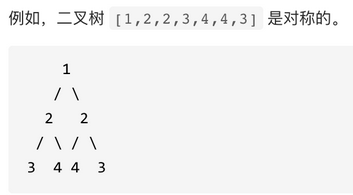 例如，二叉树 [1,2,2,3,4,4,3] 是对称的。
    1
   / \
  2   2
 / \ / \
3  4 4  3